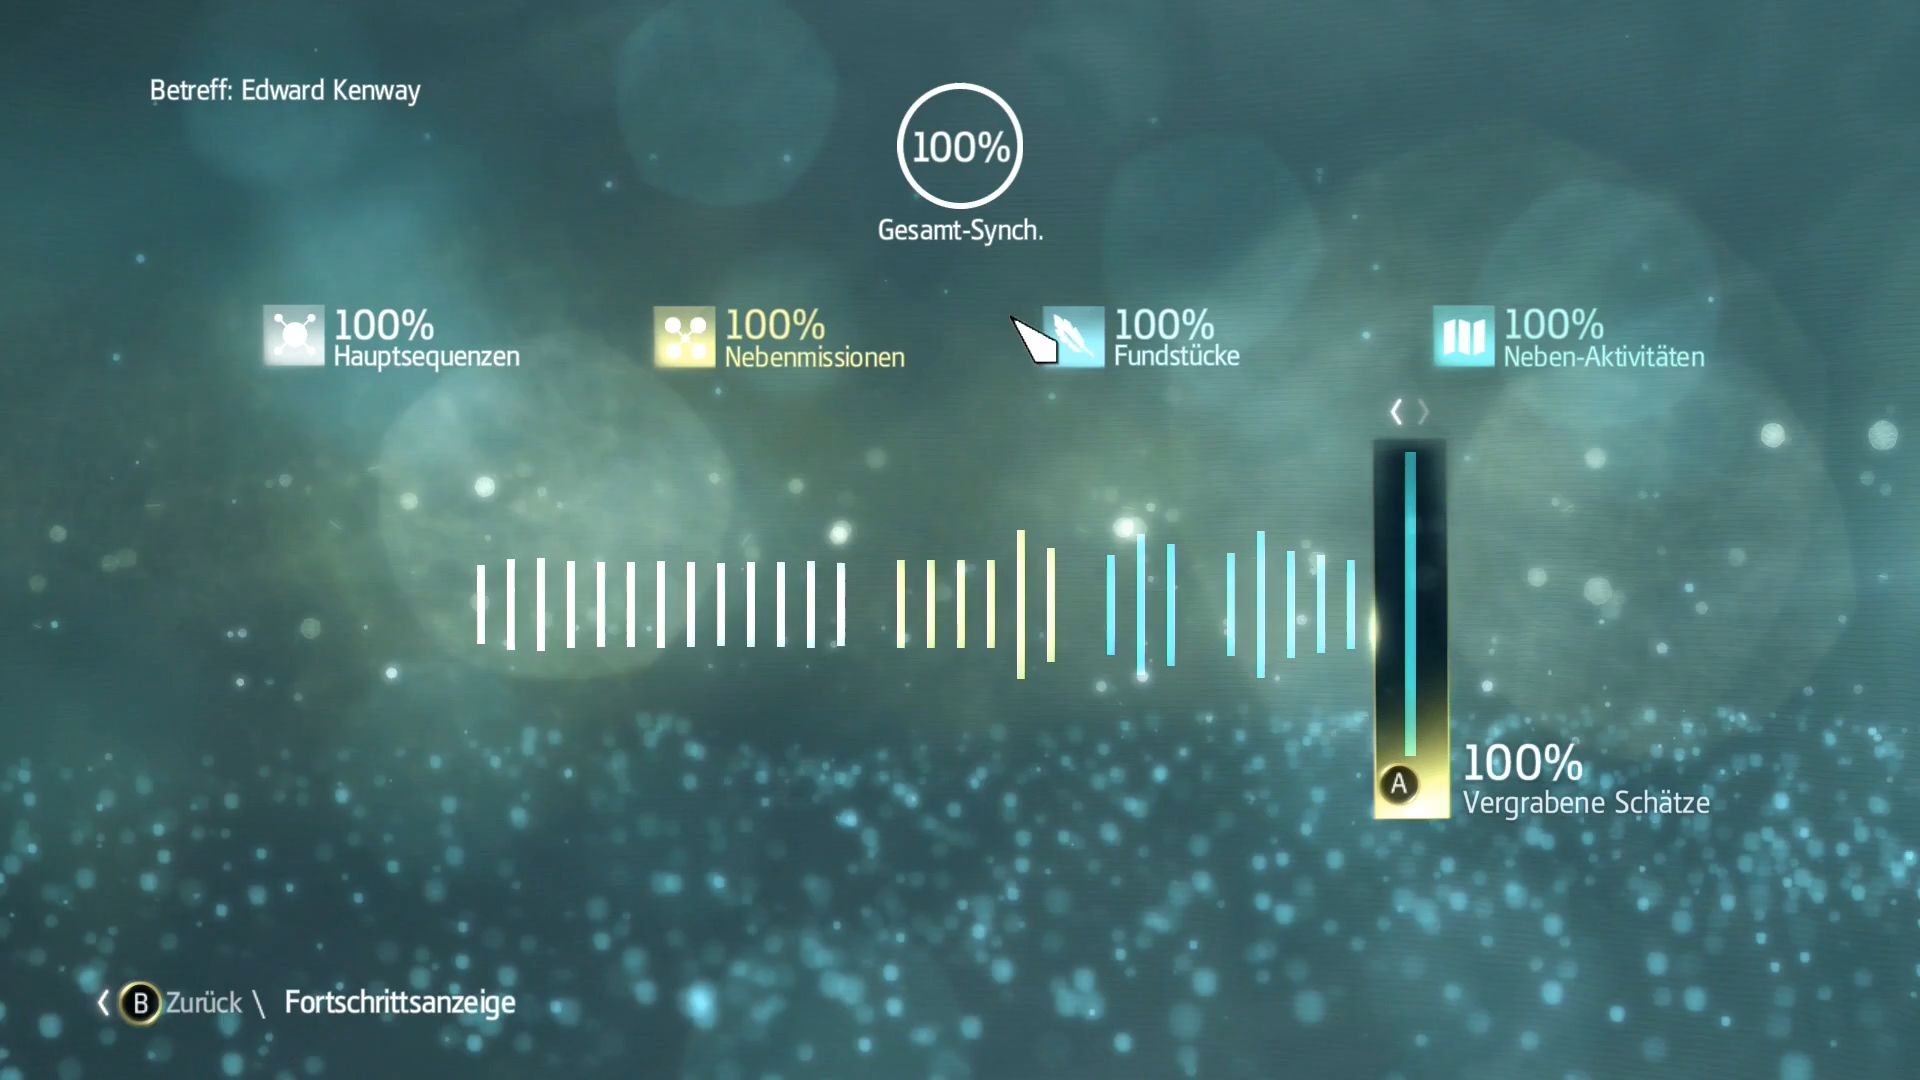 Betreff: Edward Kenway
100%
Gesamt-Synch.
100%
Hauptsequenzen
100%
Nebenmissionen
100%
Fundstücke
100%
Neben-Aktivitäten
A
100%
Vergrabene Schätze
B Zurück \ Fortschrittsanzeige